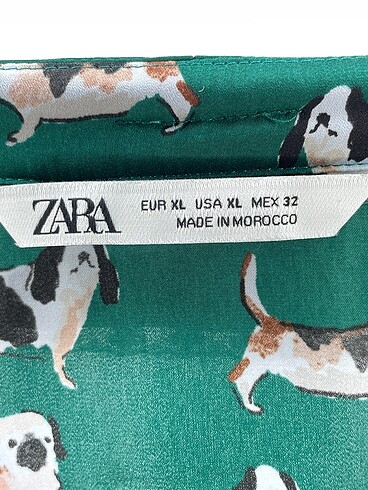 ZARA
EUR XL USA XL MEX 32
MADE IN MOROCCO